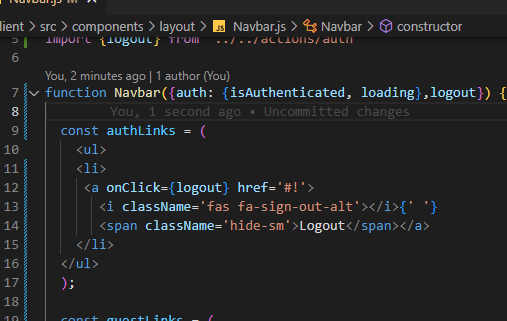 lient > src > components > layout > JS Navbar.js > Navbar > constructor
5 import {logout} from '../../actions/auth'
6
You, 2 minutes ago | 1 author (You)
7 function Navbar({auth: {isAuthenticated, loading},logout}) {
8 You, 1 second ago • Uncommitted changes
9 const authLinks = (
10 <ul>
11 <li>
12 <a onClick={logout} href='#!'>
13 <i className='fas fa-sign-out-alt'></i>{' '}
14 <span className='hide-sm'>Logout</span></a>
15 </li>
16 </ul>
17 );
18
19 const guestLinks = (